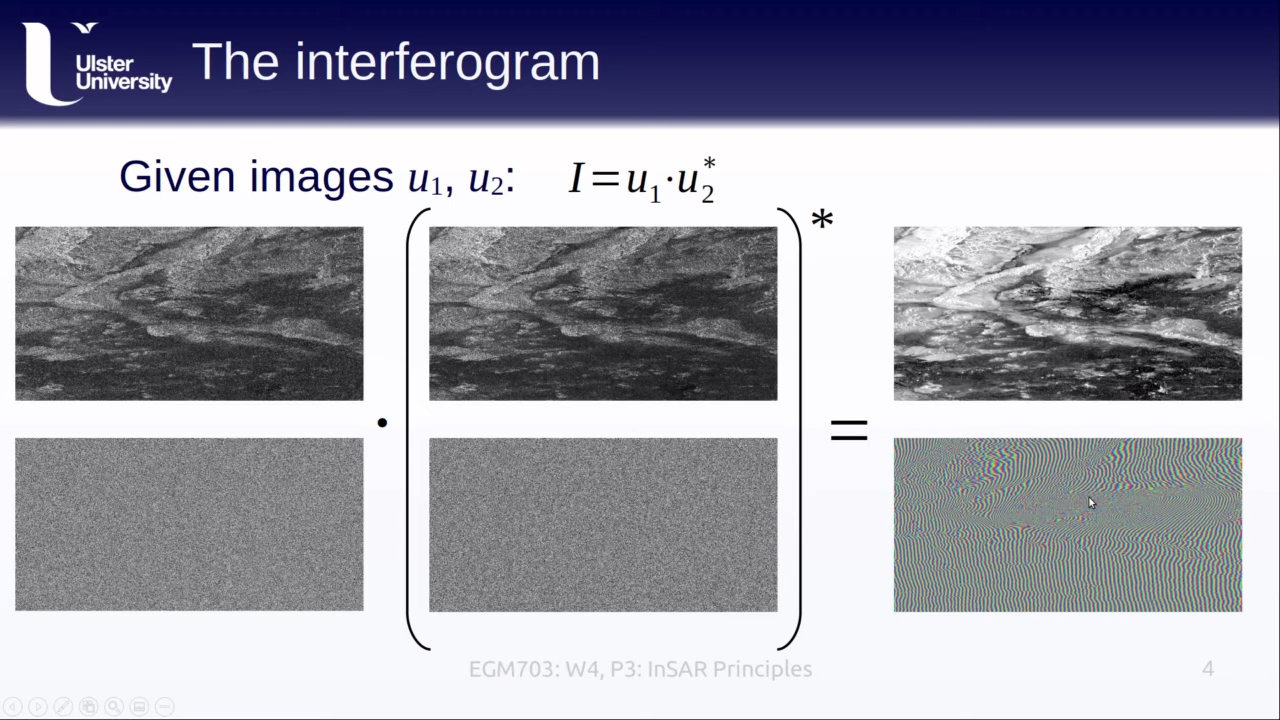 Ulster
University
The interferogram
Given images u₁, u₂: I=u₁·u₂*
*
·
=
EGM703: W4, P3: InSAR Principles
4